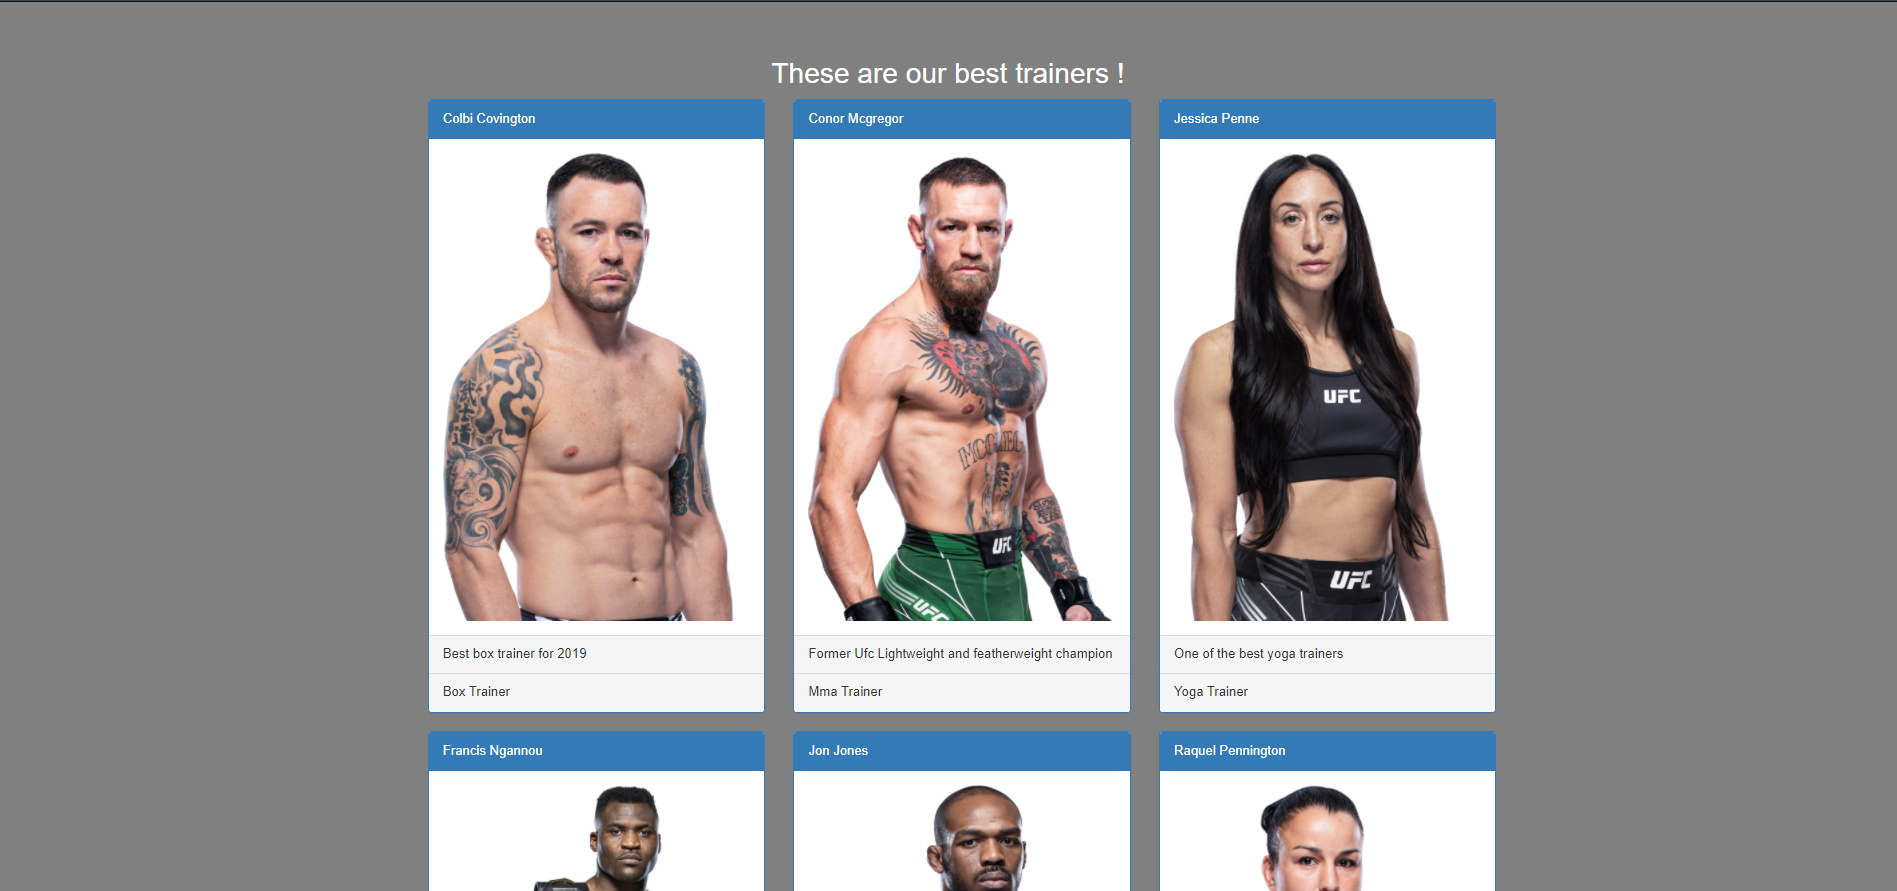 These are our best trainers !
Colbi Covington
Conor Mcgregor
Jessica Penne
UFC
UFC
UFC
UFC
Best box trainer for 2019
Former Ufc Lightweight and featherweight champion
One of the best yoga trainers
Box Trainer
Mma Trainer
Yoga Trainer
Francis Ngannou
Jon Jones
Raquel Pennington